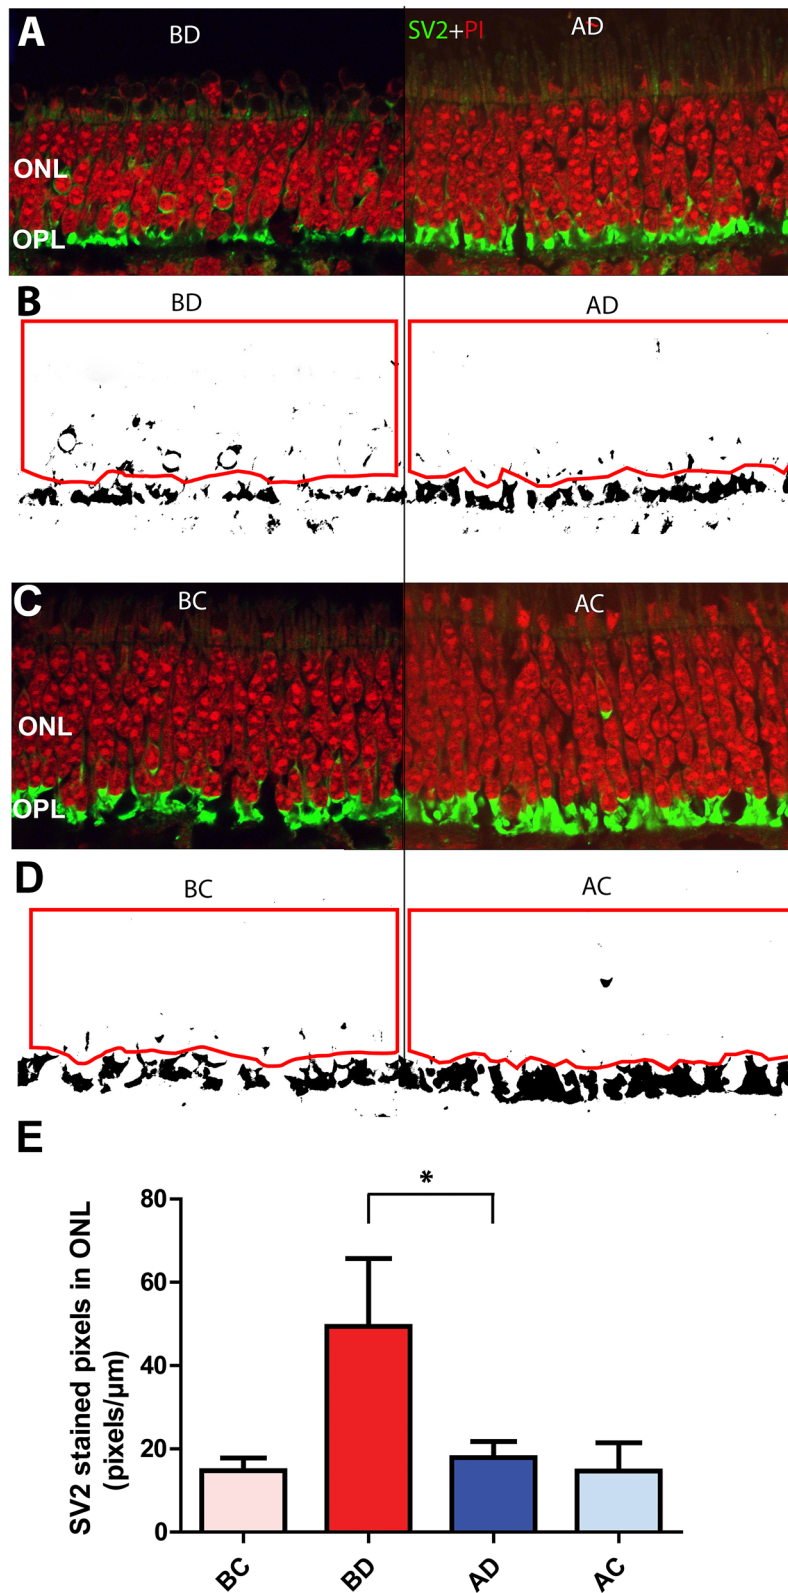 A
BD
SV2+PI
AD
ONL
OPL
B
BD
AD
C
BC
AC
ONL
OPL
D
BC
AC
E
*
SV2 stained pixels in ONL
(pixels/µm)
80
60
40
20
0
BC
BD
AD
AC